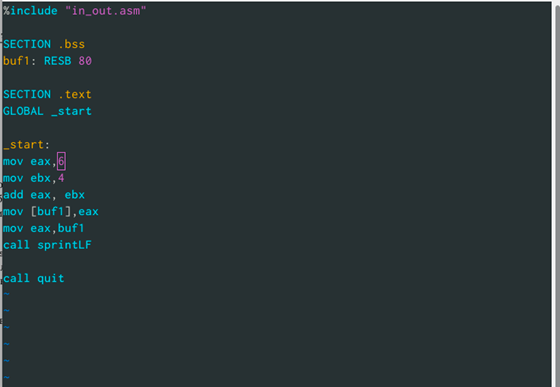 %include "in_out.asm"
SECTION .bss
buf1: RESB 80
SECTION .text
GLOBAL _start
_start:
mov eax,6
mov ebx,4
add eax, ebx
mov [buf1],eax
mov eax,buf1
call sprintLF
call quit
~
~
~
~
~
~